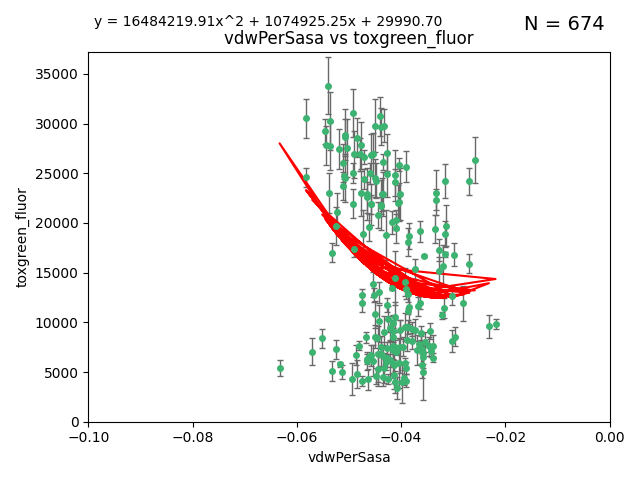 y = 16484219.91x^2 + 1074925.25x + 29990.70
N = 674
vdwPerSasa vs toxgreen_fluor
35000
30000
25000
20000
15000
10000
5000
0
toxgreen_fluor
−0.10
−0.08
−0.06
−0.04
−0.02
0.00
vdwPerSasa